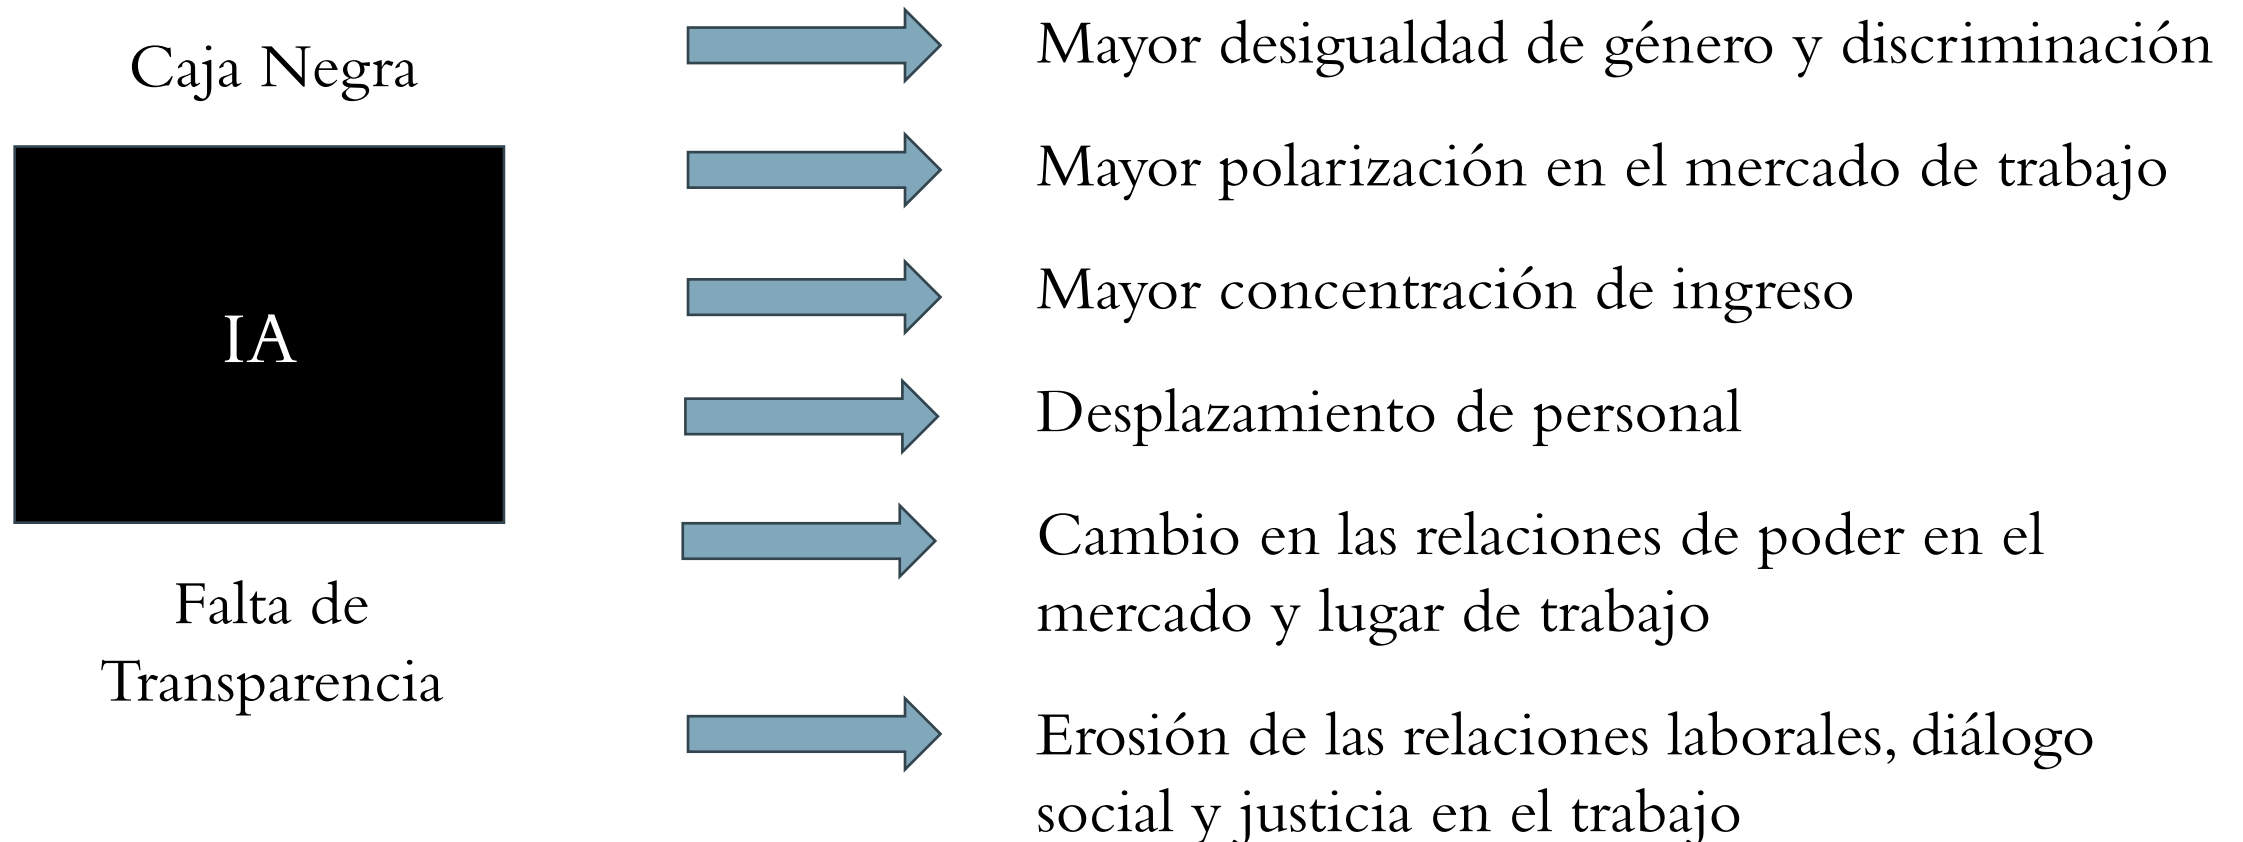 Caja Negra
IA
Falta de
Transparencia
Mayor desigualdad de género y discriminación
Mayor polarización en el mercado de trabajo
Mayor concentración de ingreso
Desplazamiento de personal
Cambio en las relaciones de poder en el
mercado y lugar de trabajo
Erosión de las relaciones laborales, diálogo
social y justicia en el trabajo